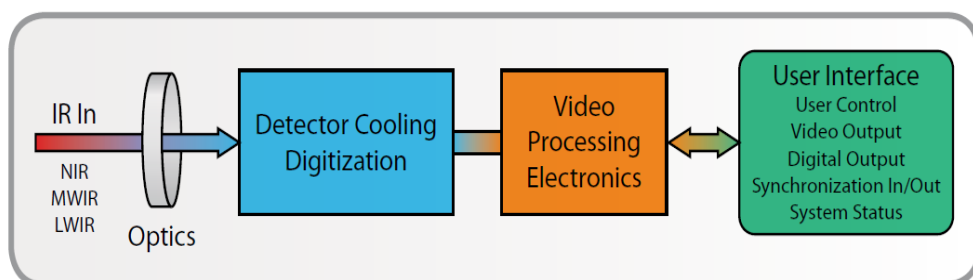 IR In
NIR
MWIR
LWIR
Optics
Detector Cooling
Digitization
Video
Processing
Electronics
User Interface
User Control
Video Output
Digital Output
Synchronization In/Out
System Status